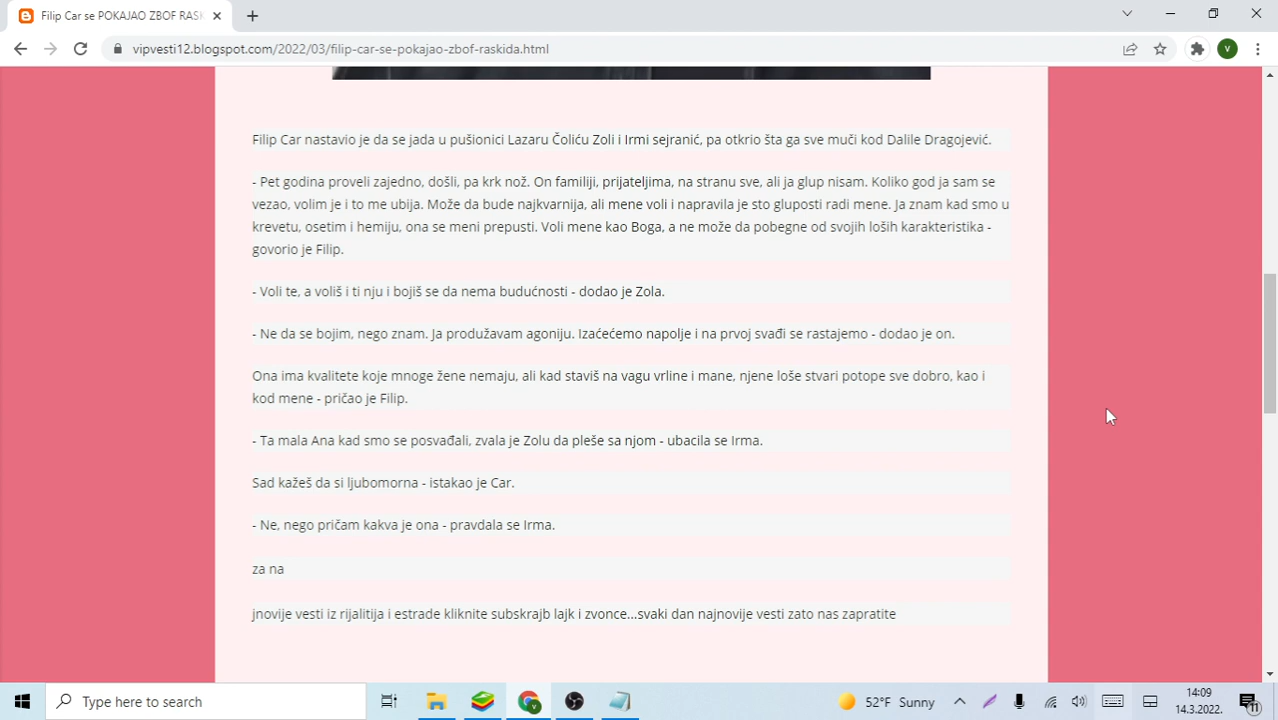 Filip Car se POKAJAO ZBOF RASK
vipvesti12.blogspot.com/2022/03/filip-car-se-pokajao-zbof-raskida.html
V
Filip Car nastavio je da se jada u pušionici Lazaru Čoliću Zoli i Irmi sejranić, pa otkrio šta ga sve muči kod Dalile Dragojević.
- Pet godina proveli zajedno, došli, pa krk nož. On familiji, prijateljima, na stranu sve, ali ja glup nisam. Koliko god ja sam se
vezao, volim je i to me ubija. Može da bude najkvarnija, ali mene voli i napravila je sto gluposti radi mene. Ja znam kad smo u
krevetu, osetim i hemiju, ona se meni prepusti. Voli mene kao Boga, a ne može da pobegne od svojih loših karakteristika -
govorio je Filip.
- Voli te, a voliš i ti nju i bojiš se da nema budućnosti - dodao je Zola.
- Ne da se bojim, nego znam. Ja produžavam agoniju. Izaćećemo napolje i na prvoj svađi se rastajemo - dodao je on.
Ona ima kvalitete koje mnoge žene nemaju, ali kad staviš na vagu vrline i mane, njene loše stvari potope sve dobro, kao i
kod mene - pričao je Filip.
- Ta mala Ana kad smo se posvađali, zvala je Zolu da pleše sa njom - ubacila se Irma.
Sad kažeš da si ljubomorna - istakao je Car.
- Ne, nego pričam kakva je ona - pravdala se Irma.
za na
jnovije vesti iz rijalitija i estrade kliknite subskrajb lajk i zvonce...svaki dan najnovije vesti zato nas zapratite
Type here to search
V
52°F Sunny
14:09
14.3.2022.
11